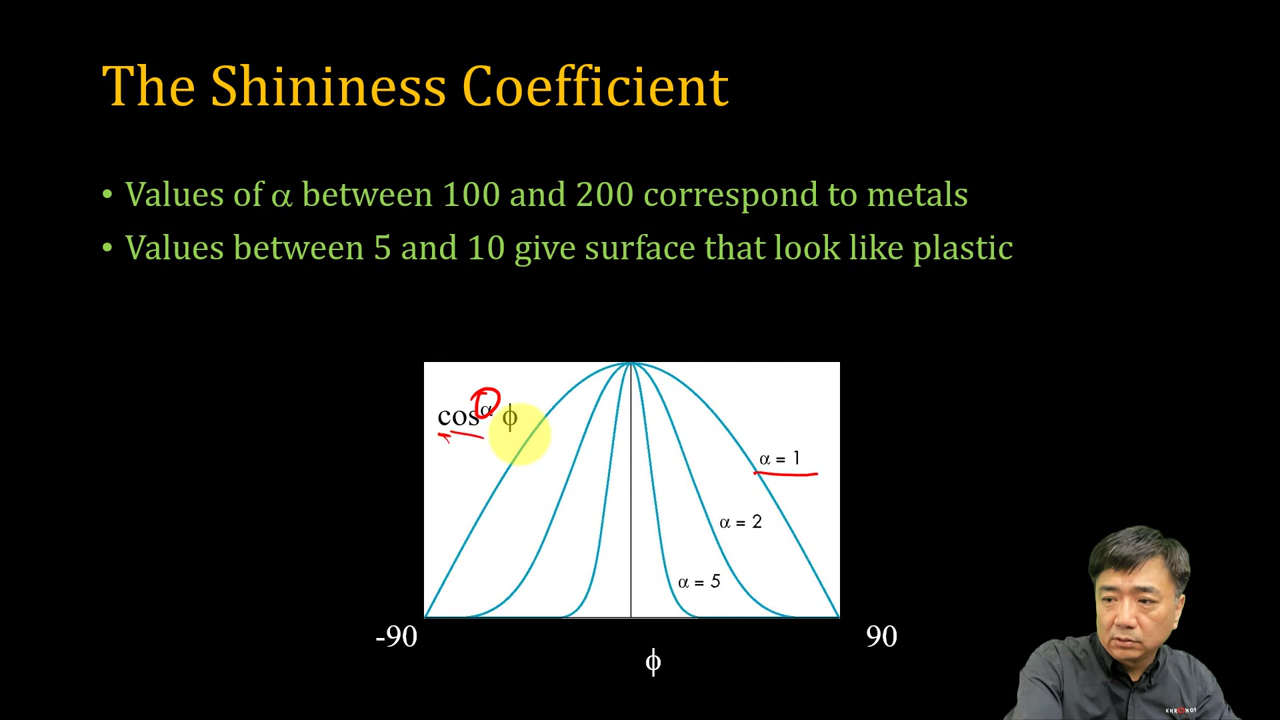 The Shininess Coefficient
• Values of α between 100 and 200 correspond to metals
• Values between 5 and 10 give surface that look like plastic
cos^α ϕ
α = 1
α = 2
α = 5
-90
90
ϕ